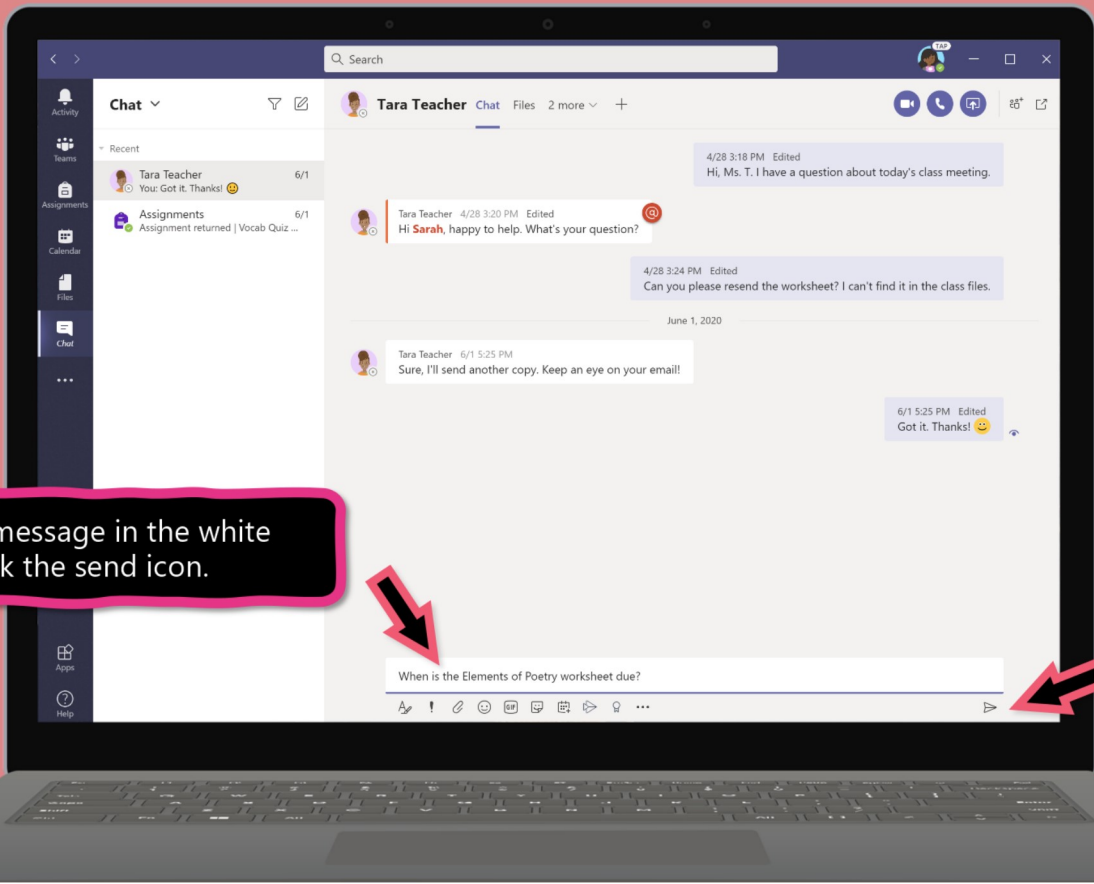 TAP
Search
Activity
Teams
Assignments
Calendar
Files
Chat
Apps
Help
Chat
Recent
Tara Teacher 6/1
You: Got it. Thanks!
Assignments 6/1
Assignment returned | Vocab Quiz ...
Tara Teacher Chat Files 2 more
4/28 3:18 PM Edited
Hi, Ms. T. I have a question about today's class meeting.
Tara Teacher 4/28 3:20 PM Edited
Hi Sarah, happy to help. What's your question?
4/28 3:24 PM Edited
Can you please resend the worksheet? I can't find it in the class files.
June 1, 2020
Tara Teacher 6/1 5:25 PM
Sure, I'll send another copy. Keep an eye on your email!
6/1 5:25 PM Edited
Got it. Thanks!
message in the white
k the send icon.
When is the Elements of Poetry worksheet due?
GIF